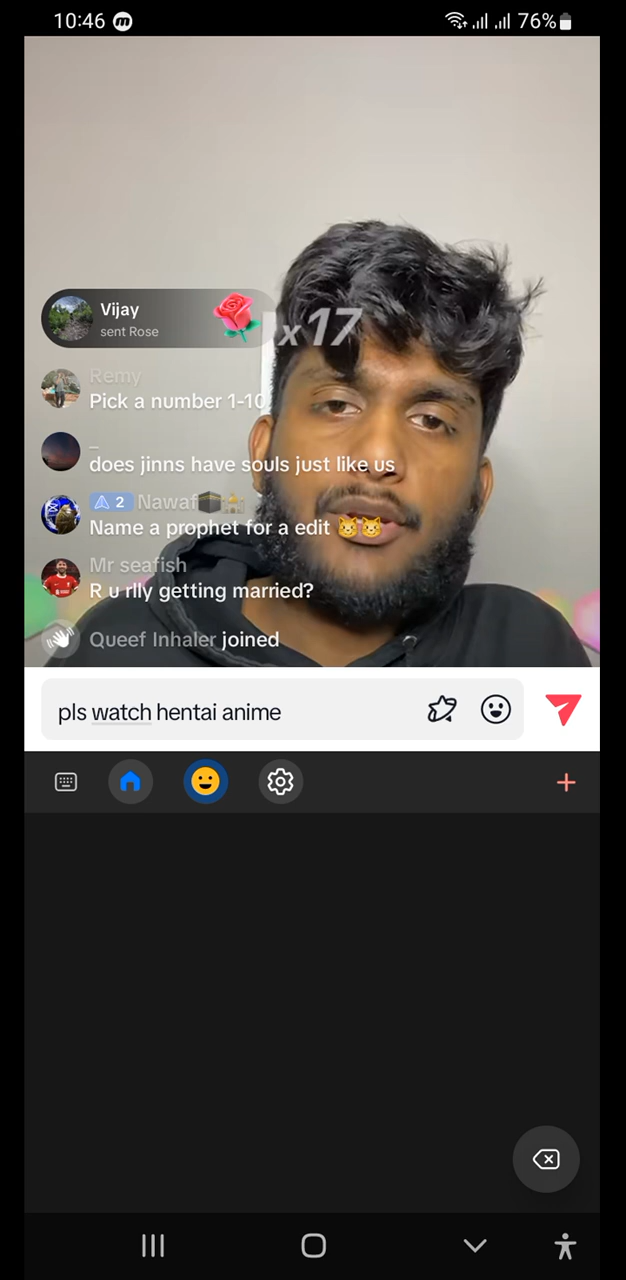 10:46
76%
Vijay
sent Rose
x17
Remy
Pick a number 1-10
_
does jinns have souls just like us
2 Nawaf🕋🕌
Name a prophet for a edit 😺😺
Mr seafish
R u rlly getting married?
Queef Inhaler joined
pls watch hentai anime